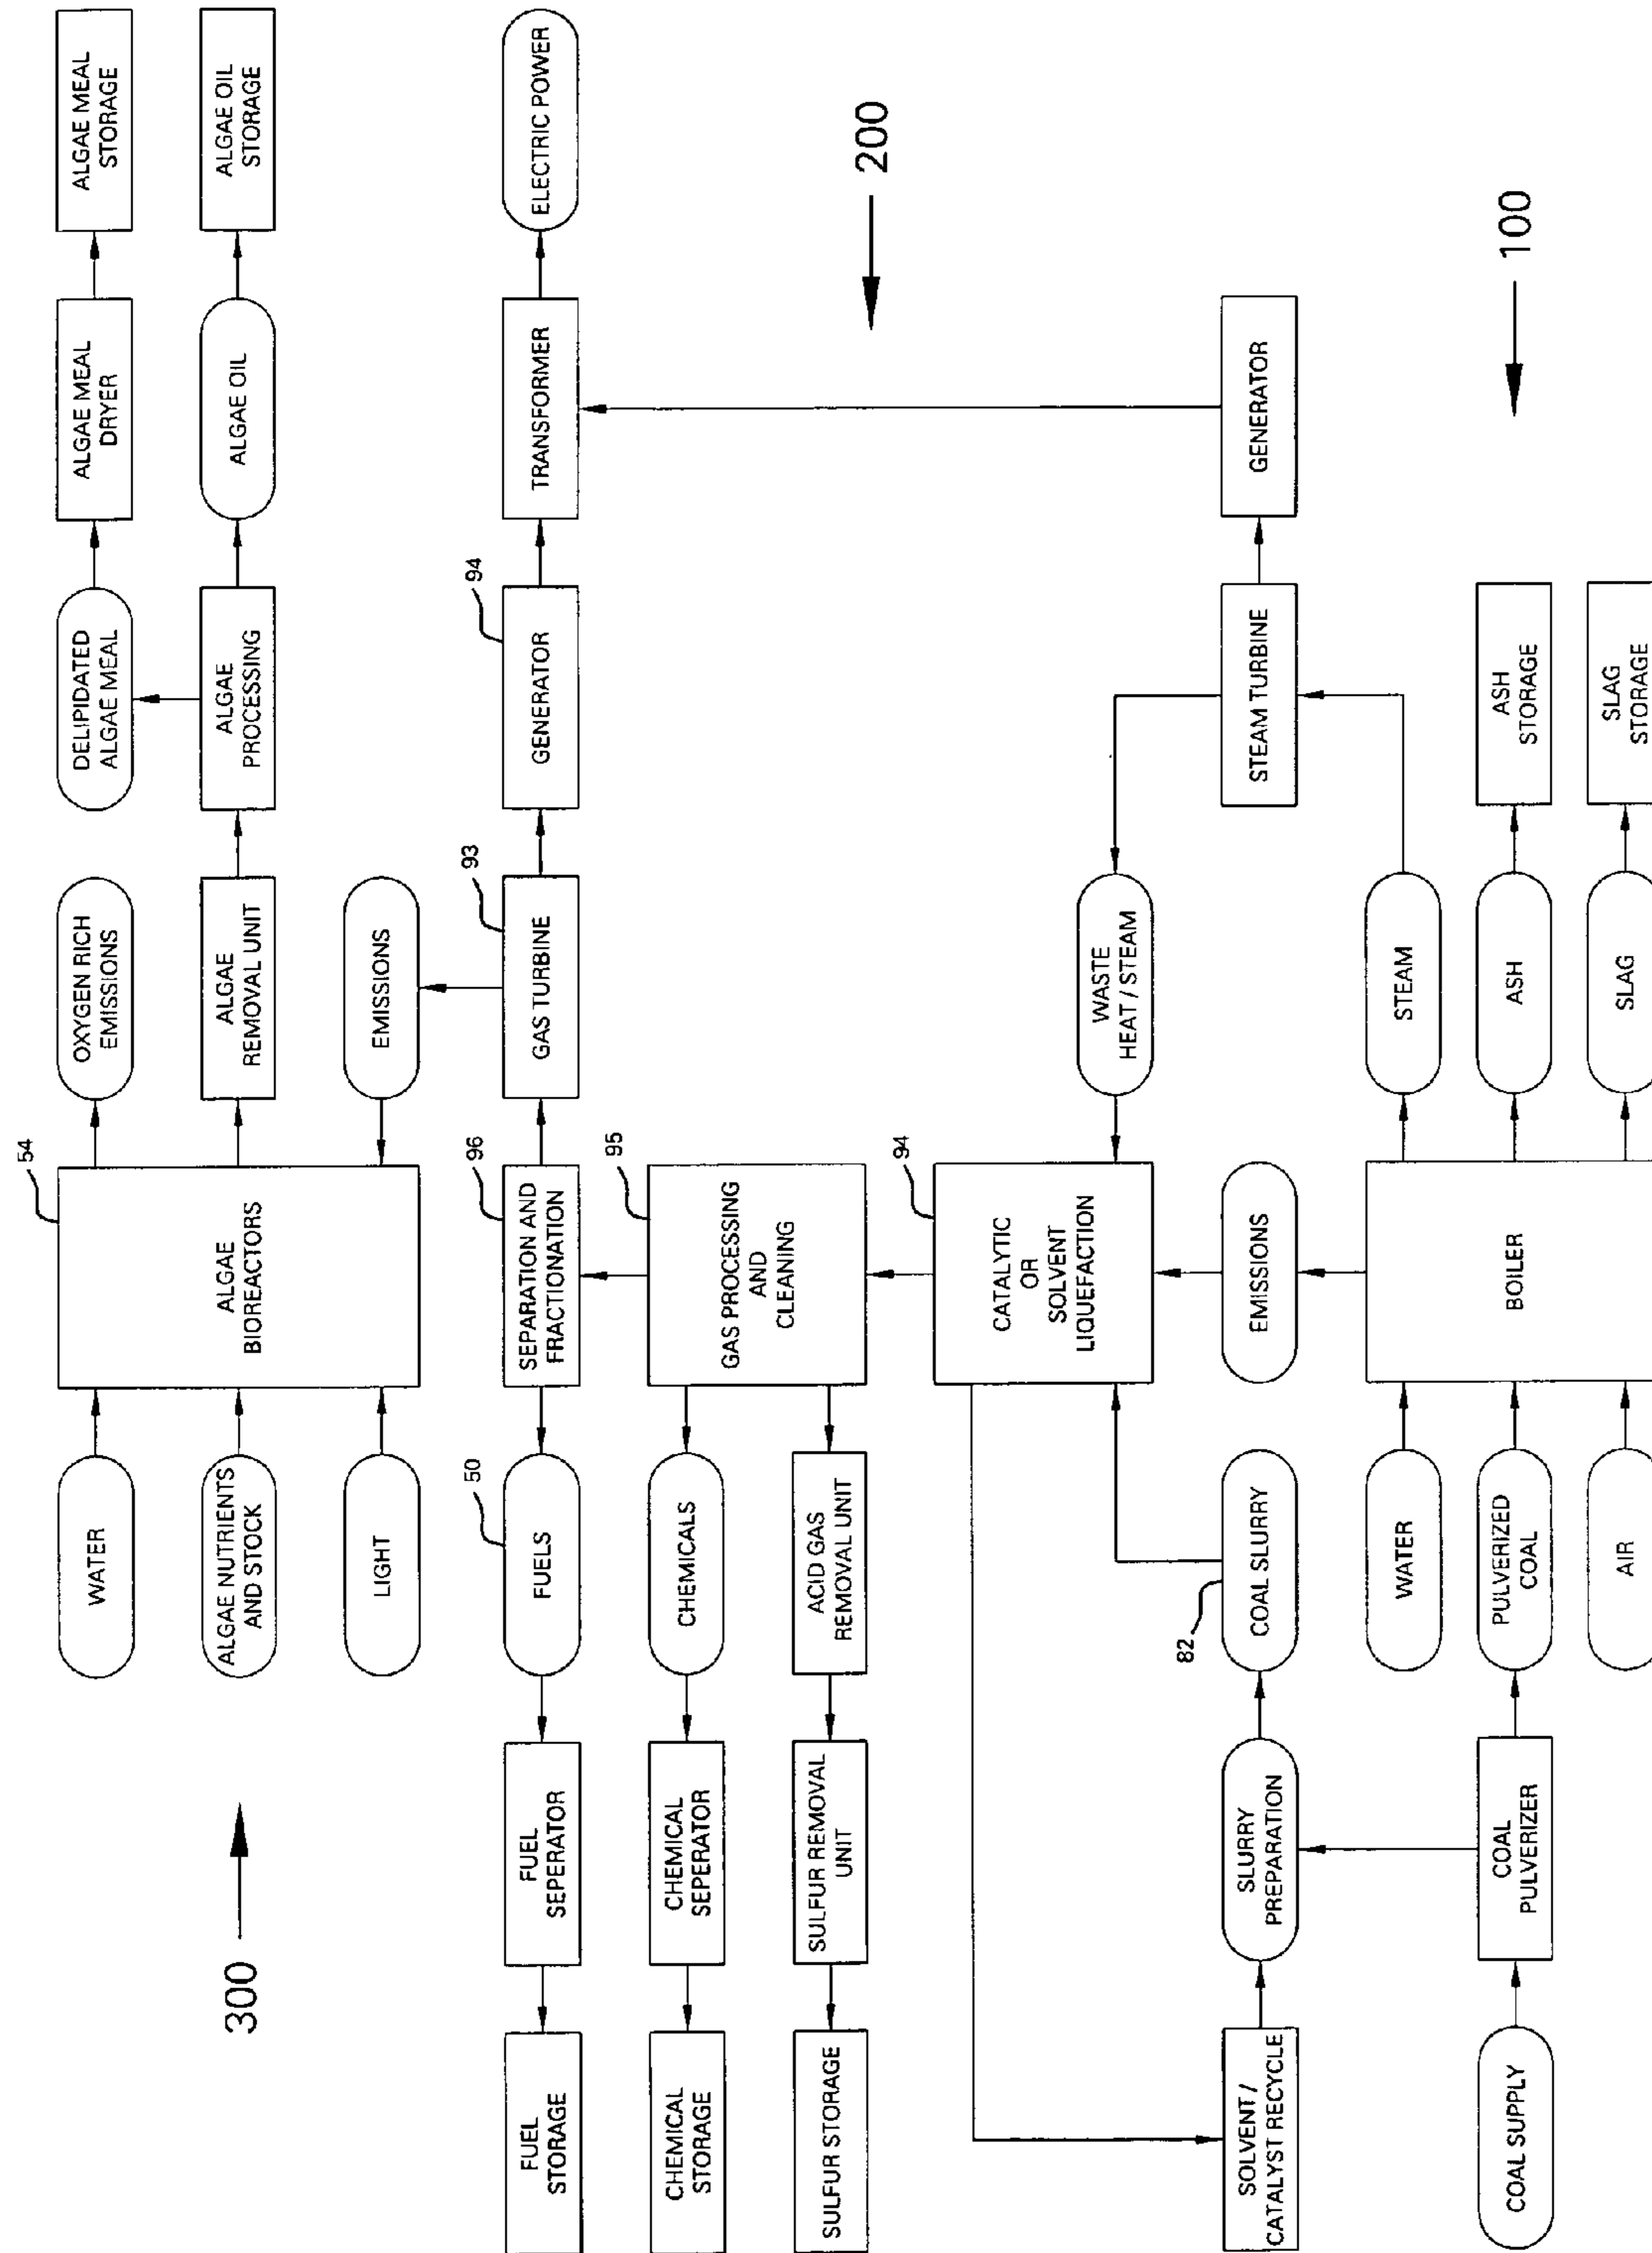 300
WATER
ALGAE NUTRIENTS
AND STOCK
LIGHT
54
ALGAE
BIOREACTORS
OXYGEN RICH
EMISSIONS
ALGAE
REMOVAL UNIT
EMISSIONS
DELIPIDATED
ALGAE MEAL
ALGAE
PROCESSING
ALGAE MEAL
DRYER
ALGAE OIL
ALGAE MEAL
STORAGE
ALGAE OIL
STORAGE
FUEL
STORAGE
FUEL
SEPERATOR
50
FUELS
96
SEPARATION AND
FRACTIONATION
93
GAS TURBINE
94
GENERATOR
TRANSFORMER
ELECTRIC POWER
CHEMICAL
STORAGE
CHEMICAL
SEPERATOR
CHEMICALS
95
GAS PROCESSING
AND
CLEANING
SULFUR STORAGE
SULFUR REMOVAL
UNIT
ACID GAS
REMOVAL UNIT
200
94
CATALYTIC
OR
SOLVENT
LIQUEFACTION
WASTE
HEAT / STEAM
SOLVENT /
CATALYST RECYCLE
SLURRY
PREPARATION
82
COAL SLURRY
EMISSIONS
STEAM TURBINE
GENERATOR
COAL SUPPLY
COAL
PULVERIZER
WATER
PULVERIZED
COAL
AIR
BOILER
STEAM
ASH
SLAG
ASH
STORAGE
SLAG
STORAGE
100